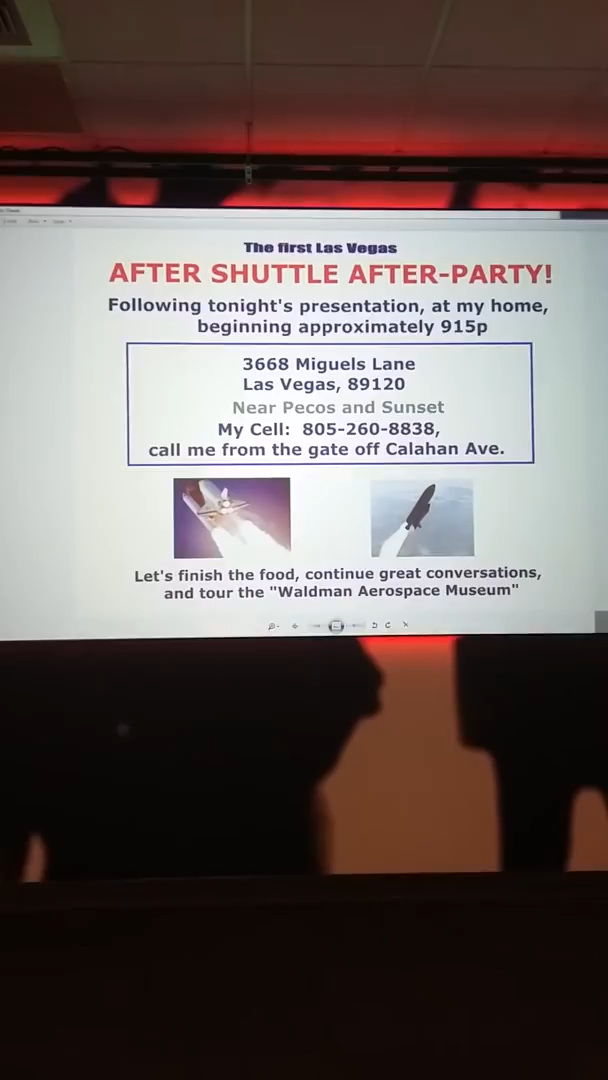 The first Las Vegas
AFTER SHUTTLE AFTER-PARTY!
Following tonight's presentation, at my home,
beginning approximately 915p
3668 Miguels Lane
Las Vegas, 89120
Near Pecos and Sunset
My Cell: 805-260-8838,
call me from the gate off Calahan Ave.
Let's finish the food, continue great conversations,
and tour the "Waldman Aerospace Museum"